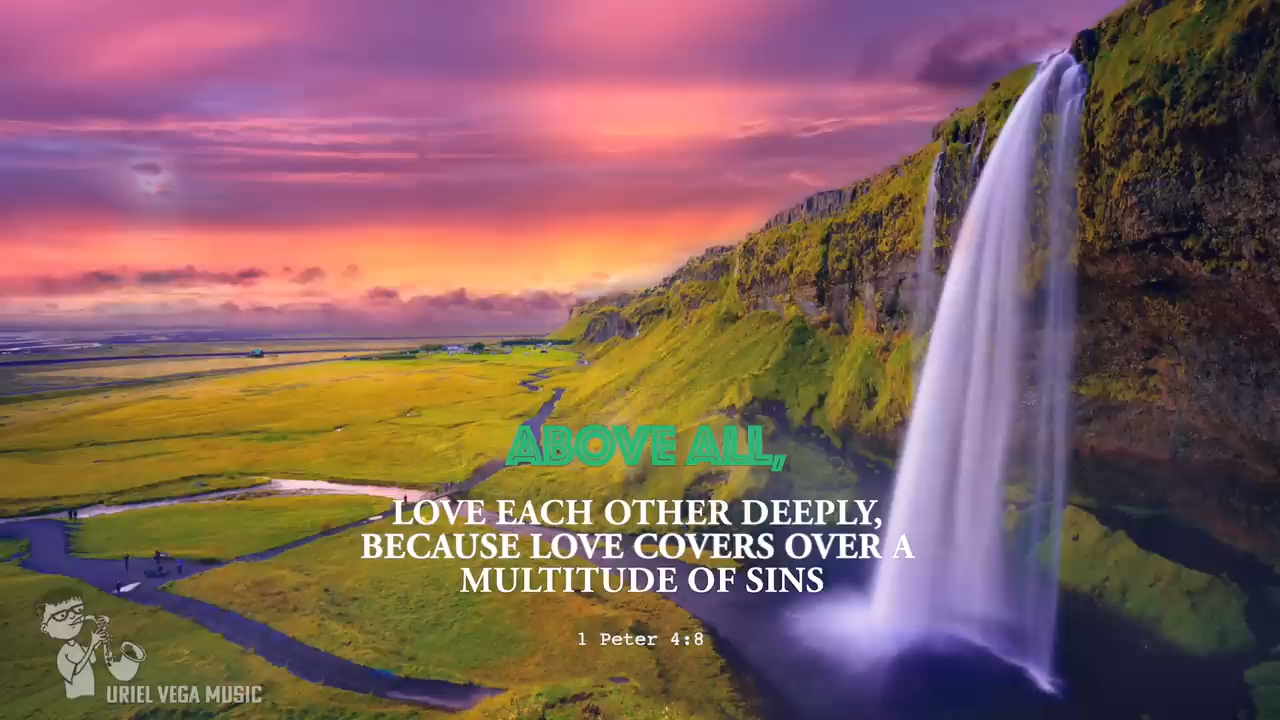 ABOVE ALL,
LOVE EACH OTHER DEEPLY,
BECAUSE LOVE COVERS OVER A
MULTITUDE OF SINS
1 Peter 4:8
URIEL VEGA MUSIC